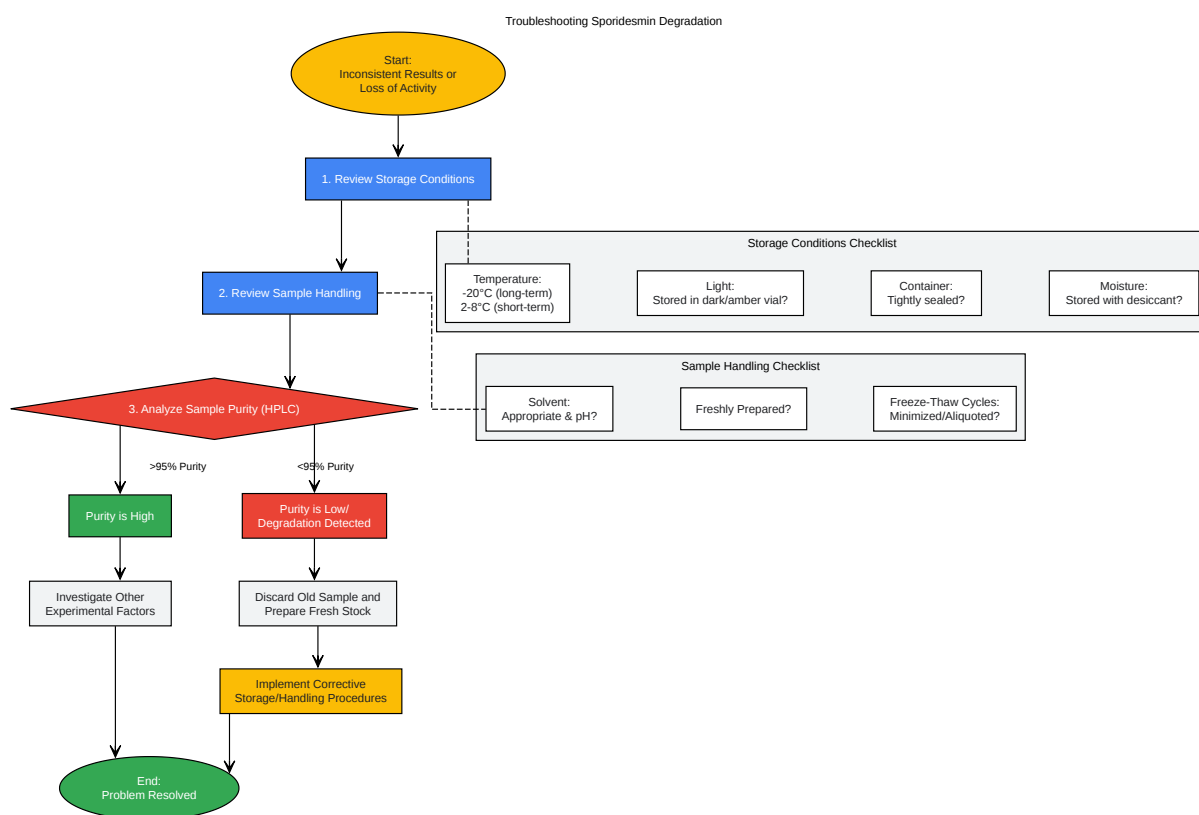 Troubleshooting Sporidesmin Degradation
Start:
Inconsistent Results or
Loss of Activity
1. Review Storage Conditions
Storage Conditions Checklist
Temperature:
-20°C (long-term)
2-8°C (short-term)
Light:
Stored in dark/amber vial?
Container:
Tightly sealed?
Moisture:
Stored with desiccant?
2. Review Sample Handling
Sample Handling Checklist
Solvent:
Appropriate & pH?
Freshly Prepared?
Freeze-Thaw Cycles:
Minimized/Aliquoted?
3. Analyze Sample Purity (HPLC)
>95% Purity
<95% Purity
Purity is High
Purity is Low/
Degradation Detected
Investigate Other
Experimental Factors
Discard Old Sample and
Prepare Fresh Stock
Implement Corrective
Storage/Handling Procedures
End:
Problem Resolved